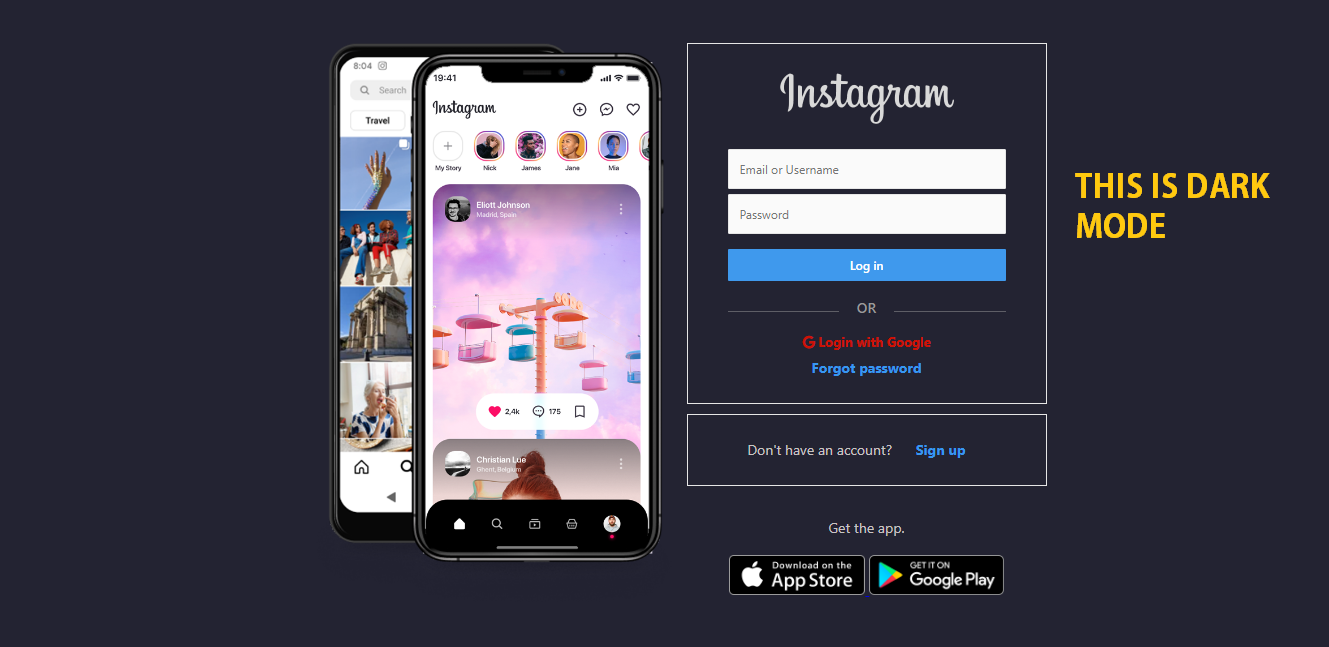 8:04
Search
Travel
19:41
Instagram
My Story
Nick
James
Jane
Mia
Eliott Johnson
Madrid, Spain
2,4k
175
Christian Lue
Ghent, Belgium
Instagram
Email or Username
Password
Log in
OR
G Login with Google
Forgot password
Don't have an account? Sign up
Get the app.
Download on the
App Store
GET IT ON
Google Play
THIS IS DARK
MODE